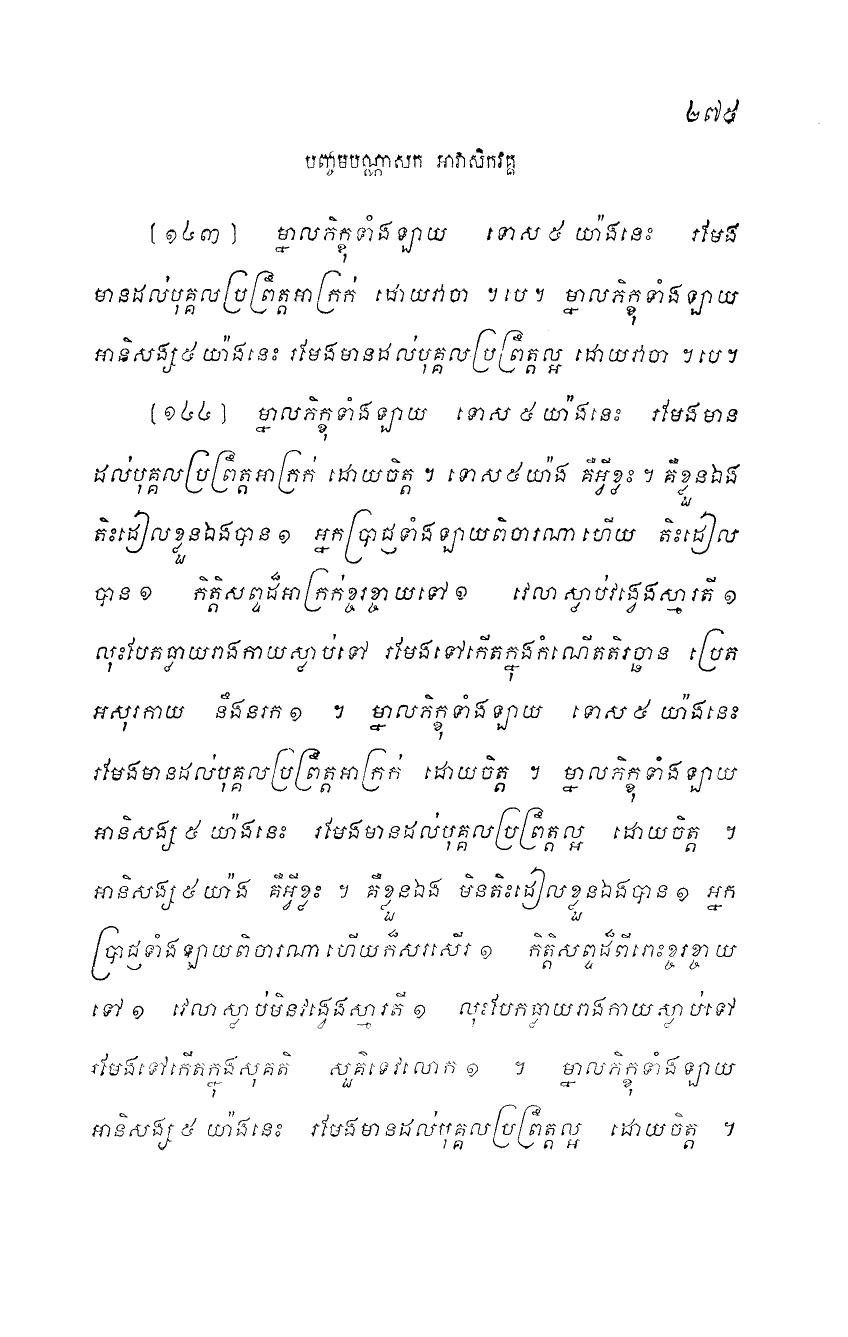 ២៧៥
បញ្ចមបណ្ណាសក អាវាសិកវគ្គ
(១៤៣) ម្នាលភិក្ខុទាំងឡាយ ទោស ៥ យ៉ាងនេះ រមែង
មានដល់បុគ្គលប្រព្រឹត្តអាក្រក់ ដោយវាចា ។បេ។ ម្នាលភិក្ខុទាំងឡាយ
អានិសង្ស ៥ យ៉ាងនេះ រមែងមានដល់បុគ្គលប្រព្រឹត្តល្អ ដោយវាចា ។បេ។
(១៤៤) ម្នាលភិក្ខុទាំងឡាយ ទោស ៥ យ៉ាងនេះ រមែងមាន
ដល់បុគ្គលប្រព្រឹត្តអាក្រក់ ដោយចិត្ត ។ ទោស ៥ យ៉ាង គឺអ្វីខ្លះ ។ គឺខ្លួនឯង
តិះដៀលខ្លួនឯងបាន ១ អ្នកប្រាជ្ញទាំងឡាយពិចារណាហើយ តិះដៀល
បាន ១ កិត្តិសព្ទដ៏អាក្រក់ខ្ចរខ្ចាយទៅ ១ វេលាស្លាប់វង្វេងស្មារតី ១
លុះបែកធ្លាយរាងកាយស្លាប់ទៅ រមែងទៅកើតក្នុងកំណើតតិរច្ឆាន ប្រេត
អសុរកាយ នឹងនរក ១ ។ ម្នាលភិក្ខុទាំងឡាយ ទោស ៥ យ៉ាងនេះ
រមែងមានដល់បុគ្គលប្រព្រឹត្តអាក្រក់ ដោយចិត្ត ។ ម្នាលភិក្ខុទាំងឡាយ
អានិសង្ស ៥ យ៉ាងនេះ រមែងមានដល់បុគ្គលប្រព្រឹត្តល្អ ដោយចិត្ត ។
អានិសង្ស ៥ យ៉ាង គឺអ្វីខ្លះ ។ គឺខ្លួនឯង មិនតិះដៀលខ្លួនឯងបាន ១ អ្នក
ប្រាជ្ញទាំងឡាយពិចារណាហើយក៏សរសើរ ១ កិត្តិសព្ទដ៏ពីរោះខ្ចរខ្ចាយ
ទៅ ១ វេលាស្លាប់មិនវង្វេងស្មារតី ១ លុះបែកធ្លាយរាងកាយស្លាប់ទៅ
រមែងទៅកើតក្នុងសុគតិ សួគ៌ទេវលោក ១ ។ ម្នាលភិក្ខុទាំងឡាយ
អានិសង្ស ៥ យ៉ាងនេះ រមែងមានដល់បុគ្គលប្រព្រឹត្តល្អ ដោយចិត្ត ។